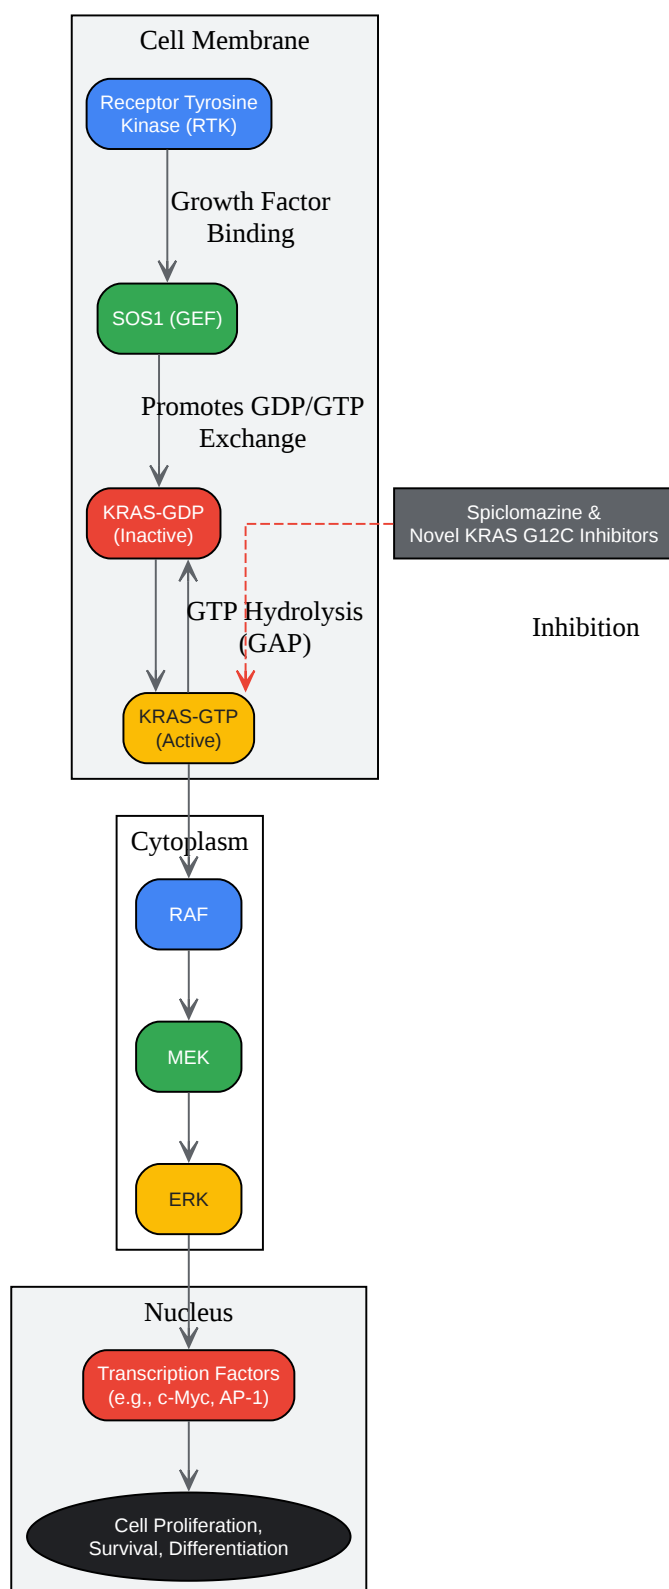 Cell Membrane
Receptor Tyrosine
Kinase (RTK)
Growth Factor
Binding
SOS1 (GEF)
Promotes GDP/GTP
Exchange
KRAS-GDP
(Inactive)
Spiclomazine &
Novel KRAS G12C Inhibitors
GTP Hydrolysis
(GAP)
Inhibition
KRAS-GTP
(Active)
Cytoplasm
RAF
MEK
ERK
Nucleus
Transcription Factors
(e.g., c-Myc, AP-1)
Cell Proliferation,
Survival, Differentiation